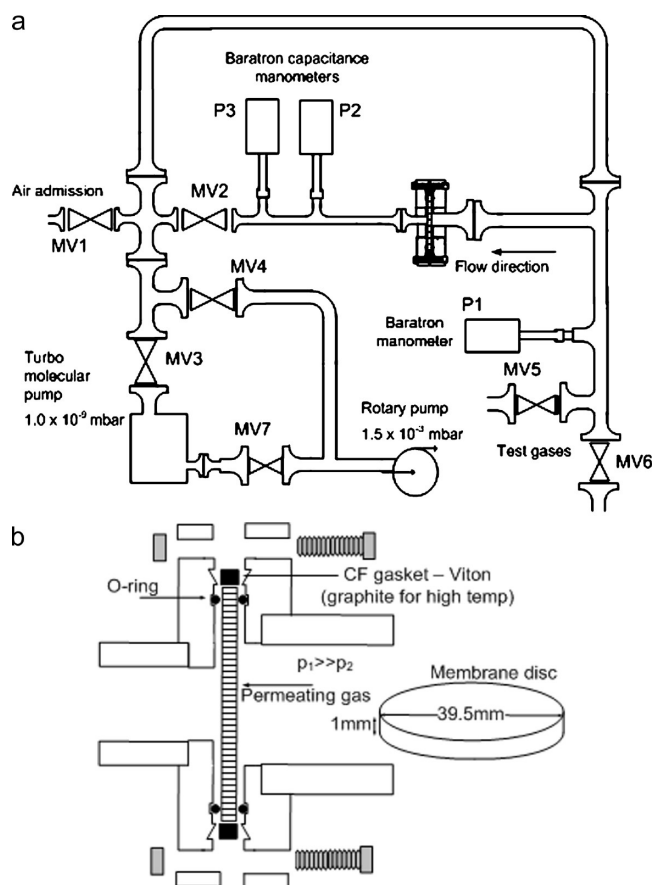 a
Baratron capacitance
manometers
P3
P2
Air admission
MV2
MV1
Flow direction
MV4
P1
Baratron
manometer
MV3
MV5
Turbo
molecular
pump
1.0 x 10⁻⁹ mbar
Rotary pump
1.5 x 10⁻³ mbar
MV7
Test gases
MV6
b
O-ring
CF gasket – Viton
(graphite for high temp)
p₁>>p₂
Permeating gas
Membrane disc
1mm
39.5mm